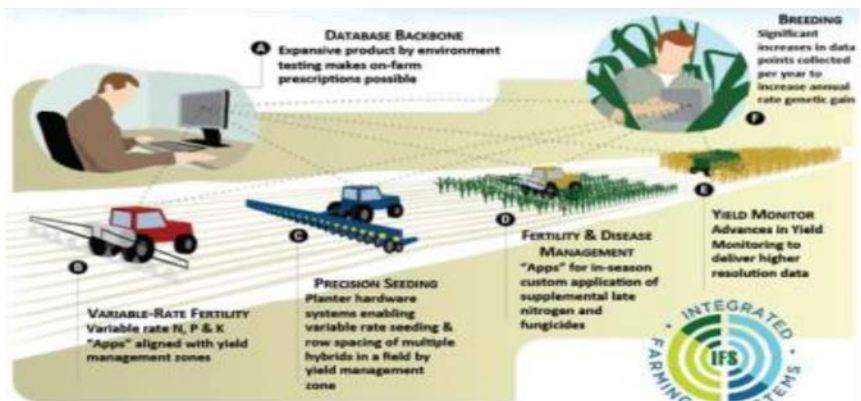 A
DATABASE BACKBONE
Expansive product by environment
testing makes on-farm
prescriptions possible
BREEDING
Significant
increases in data
points collected
per year to
increase annual
rate genetic gain
F
B
VARIABLE-RATE FERTILITY
Variable rate N, P & K
"Apps" aligned with yield
management zones
C
PRECISION SEEDING
Planter hardware
systems enabling
variable rate seeding &
row spacing of multiple
hybrids in a field by
yield management
zone
D
FERTILITY & DISEASE
MANAGEMENT
"Apps" for in-season
custom application of
supplemental late
nitrogen and
fungicides
E
YIELD MONITOR
Advances in Yield
Monitoring to
deliver higher
resolution data
INTEGRATED
FARMING
IFS